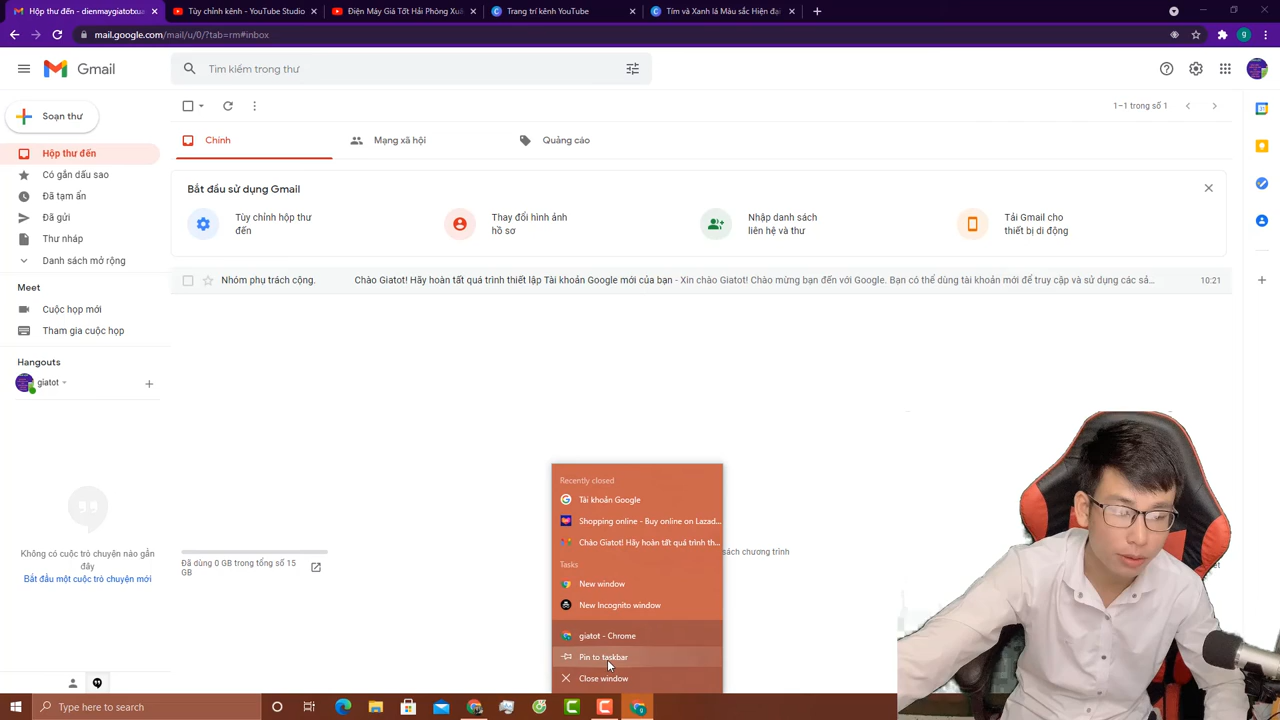 Hộp thư đến - dienmaygiatotxua
Tùy chỉnh kênh - YouTube Studio
Điện Máy Giá Tốt Hải Phòng Xuâ
Trang trí kênh YouTube
Tím và Xanh lá Màu sắc Hiện đại
mail.google.com/mail/u/0/?tab=rm#inbox
g
Gmail
Tìm kiếm trong thư
Soạn thư
1–1 trong số 1
Chính
Mạng xã hội
Quảng cáo
Hộp thư đến
Có gắn dấu sao
Đã tạm ẩn
Đã gửi
Thư nháp
Danh sách mở rộng
Bắt đầu sử dụng Gmail
Tùy chỉnh hộp thư
đến
Thay đổi hình ảnh
hồ sơ
Nhập danh sách
liên hệ và thư
Tải Gmail cho
thiết bị di động
Nhóm phụ trách cộng. Chào Giatot! Hãy hoàn tất quá trình thiết lập Tài khoản Google mới của bạn - Xin chào Giatot! Chào mừng bạn đến với Google. Bạn có thể dùng tài khoản mới để truy cập và sử dụng các sả... 10:21
Meet
Cuộc họp mới
Tham gia cuộc họp
Hangouts
giatot
Không có cuộc trò chuyện nào gần
đây
Bắt đầu một cuộc trò chuyện mới
Đã dùng 0 GB trong tổng số 15
GB
sách chương trình
Recently closed
Tài khoản Google
Shopping online - Buy online on Lazad...
Chào Giatot! Hãy hoàn tất quá trình th...
Tasks
New window
New Incognito window
giatot - Chrome
Pin to taskbar
Close window
Type here to search